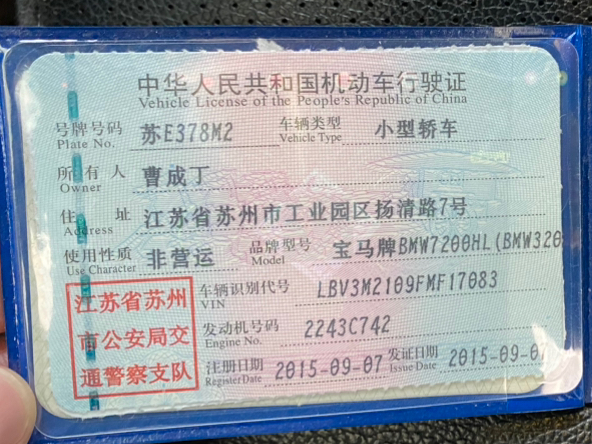 中华人民共和国机动车行驶证
Vehicle License of the People's Republic of China
号牌号码 苏E378M2 车辆类型 小型轿车
Plate No. Vehicle Type
所有人 曹成丁
Owner
住址 江苏省苏州市工业园区扬清路7号
Address
使用性质 非营运 品牌型号 宝马牌BMW7200HL(BMW320
Use Character Model
江苏省苏州
市公安局交
通警察支队
车辆识别代号 LBV3M2109FMF17083
VIN
发动机号码 2243C742
Engine No.
注册日期 2015-09-07 发证日期 2015-09-07
Register Date Issue Date